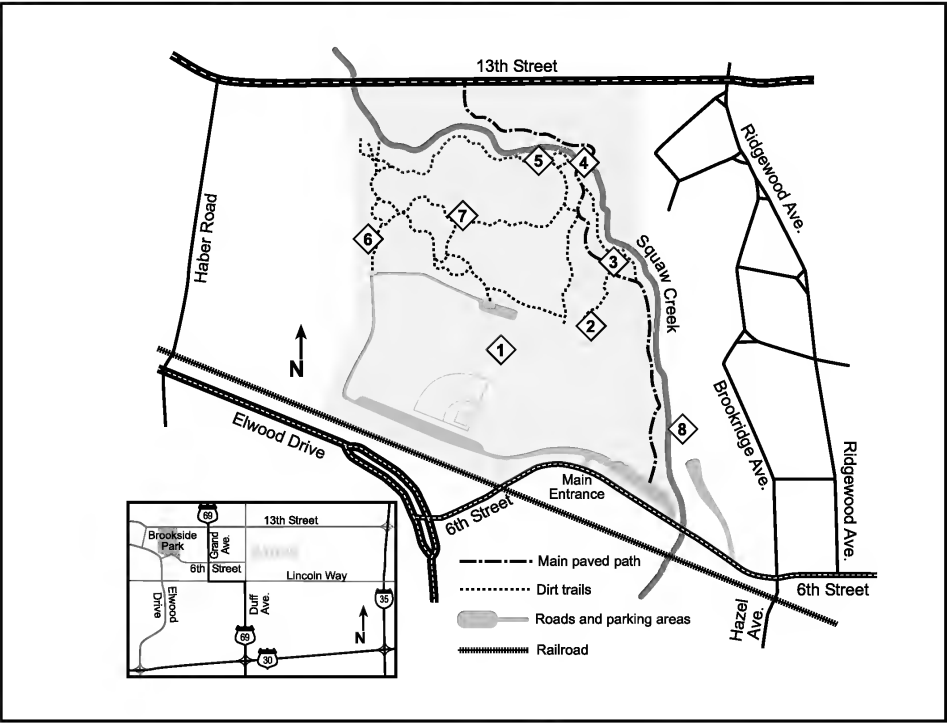 13th Street
Ridgewood Ave.
Haber Road
5
4
7
6
3
Squaw Creek
2
1
N
8
Elwood Drive
Brookridge Ave.
Ridgewood Ave.
Main
Entrance
6th Street
6th Street
Hazel
Ave.
Main paved path
Dirt trails
Roads and parking areas
Railroad
69
13th Street
Brookside
Park
Grand
Ave.
6th Street
Lincoln Way
Elwood
Drive
Duff
Ave.
35
N
69
30